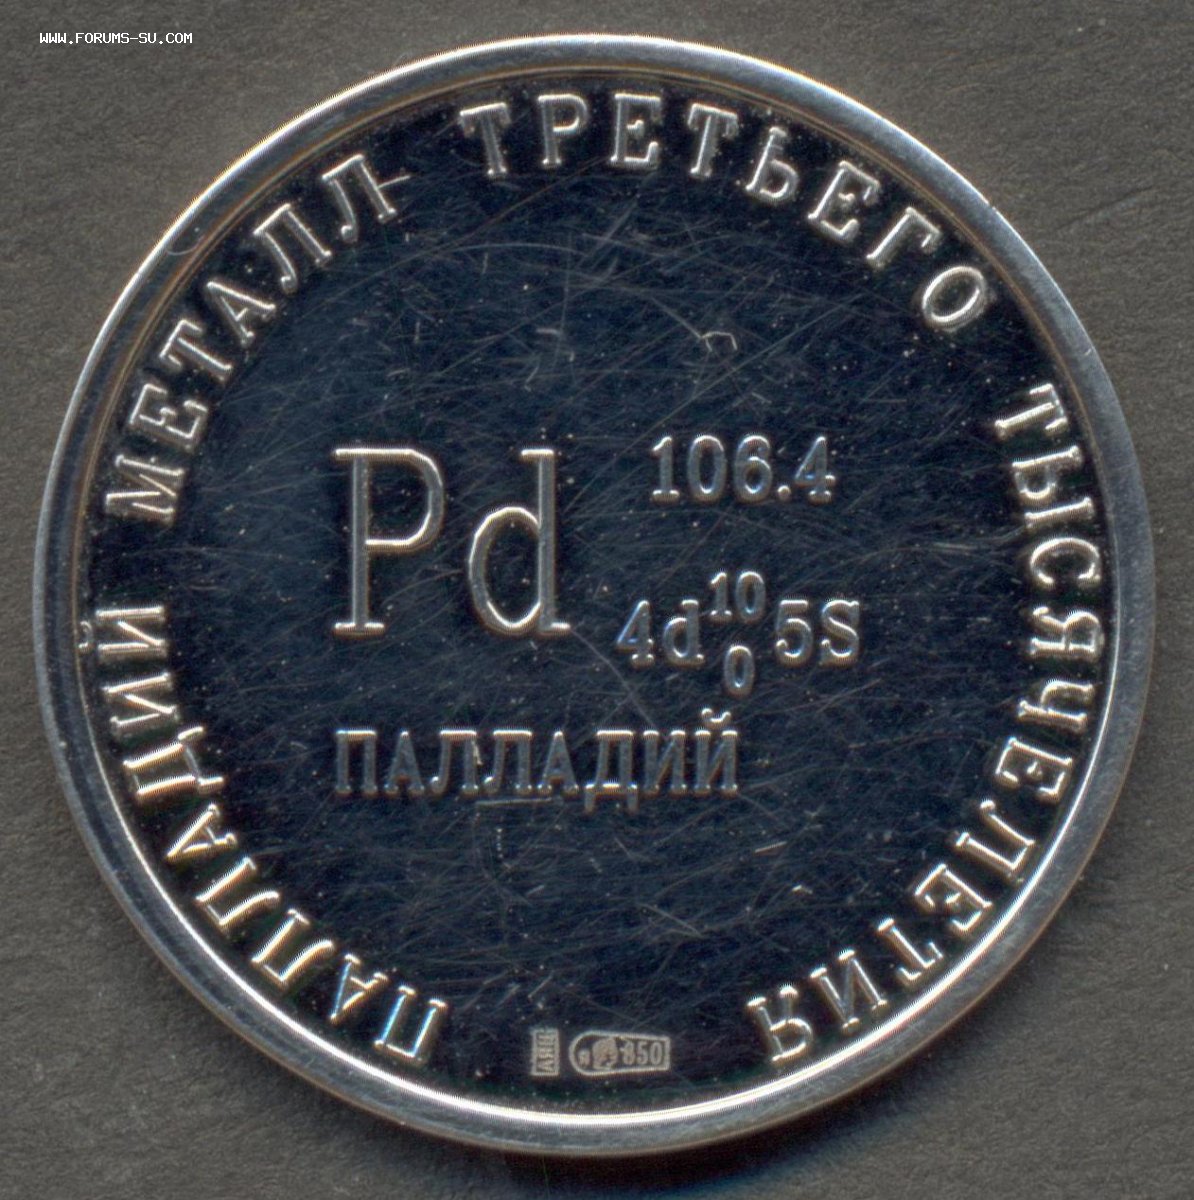 WWW.FORUMS-SU.COM
ПАЛЛАДИЙ МЕТАЛЛ ТРЕТЬЕГО ТЫСЯЧЕЛЕТИЯ
Pd
106.4
4d 10 0 5S
ПАЛЛАДИЙ
850